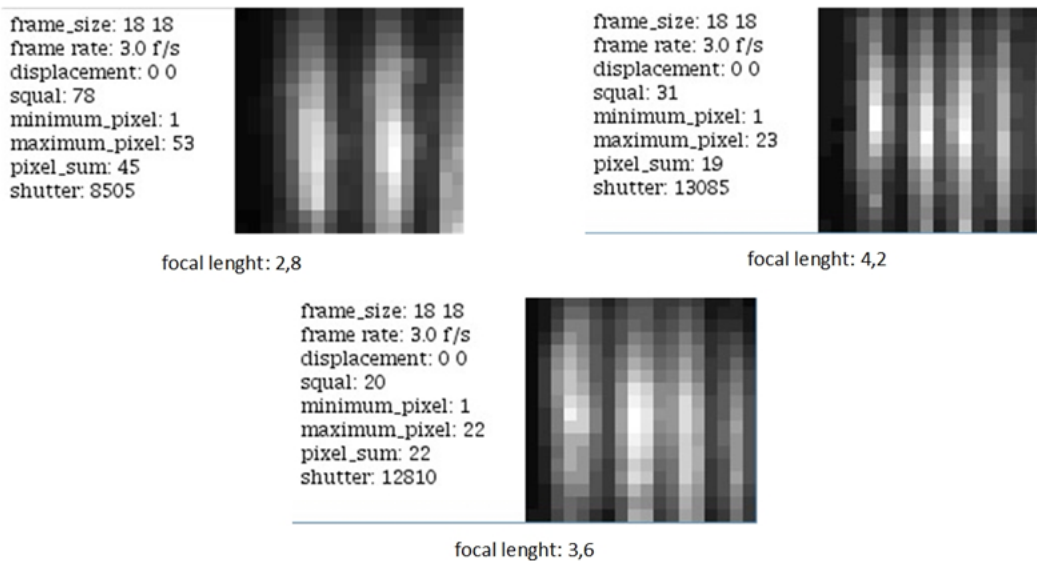 frame_size: 18 18
frame rate: 3.0 f/s
displacement: 0 0
squal: 78
minimum_pixel: 1
maximum_pixel: 53
pixel_sum: 45
shutter: 8505
focal lenght: 2,8
frame_size: 18 18
frame rate: 3.0 f/s
displacement: 0 0
squal: 31
minimum_pixel: 1
maximum_pixel: 23
pixel_sum: 19
shutter: 13085
focal lenght: 4,2
frame_size: 18 18
frame rate: 3.0 f/s
displacement: 0 0
squal: 20
minimum_pixel: 1
maximum_pixel: 22
pixel_sum: 22
shutter: 12810
focal lenght: 3,6